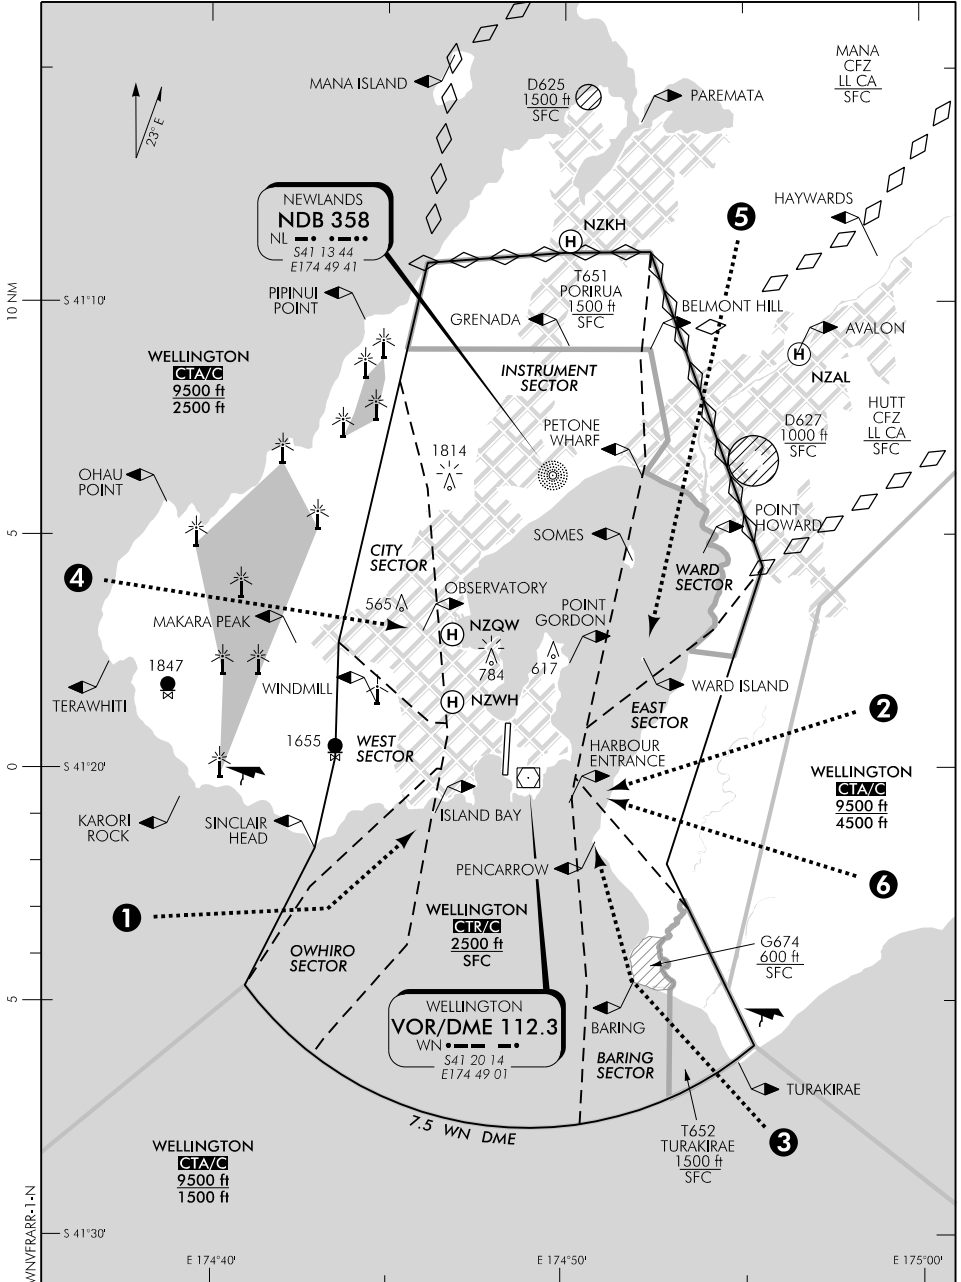 MANA ISLAND
D625
1500 ft
SFC
PAREMATA
MANA
CFZ
LL CA
SFC
23° E
NEWLANDS
NDB 358
NL
S41 13 44
E174 49 41
HAYWARDS
NZKH
H
5
10 NM
S 41°10'
PIPINUI
POINT
T651
PORIRUA
1500 ft
SFC
GRENADA
BELMONT HILL
AVALON
H
NZAL
WELLINGTON
CTA/C
9500 ft
2500 ft
INSTRUMENT
SECTOR
HUTT
CFZ
LL CA
SFC
D627
1000 ft
SFC
PETONE
WHARF
1814
OHAU
POINT
5
SOMES
POINT
HOWARD
CITY
SECTOR
WARD
SECTOR
4
OBSERVATORY
565
POINT
GORDON
MAKARA PEAK
H
NZQW
784
617
1847
TERAWHITI
WINDMILL
H
NZWH
WARD ISLAND
EAST
SECTOR
2
1655
WEST
SECTOR
HARBOUR
ENTRANCE
0
S 41°20'
WELLINGTON
CTA/C
9500 ft
4500 ft
KARORI
ROCK
SINCLAIR
HEAD
ISLAND BAY
PENCARROW
6
1
WELLINGTON
CTR/C
2500 ft
SFC
OWHIRO
SECTOR
G674
600 ft
SFC
5
WELLINGTON
VOR/DME 112.3
WN
S41 20 14
E174 49 01
BARING
BARING
SECTOR
TURAKIRAE
7.5 WN DME
T652
TURAKIRAE
1500 ft
SFC
3
WELLINGTON
CTA/C
9500 ft
1500 ft
S 41°30'
E 174°40'
E 174°50'
E 175°00'
WNVFRARR-1-N